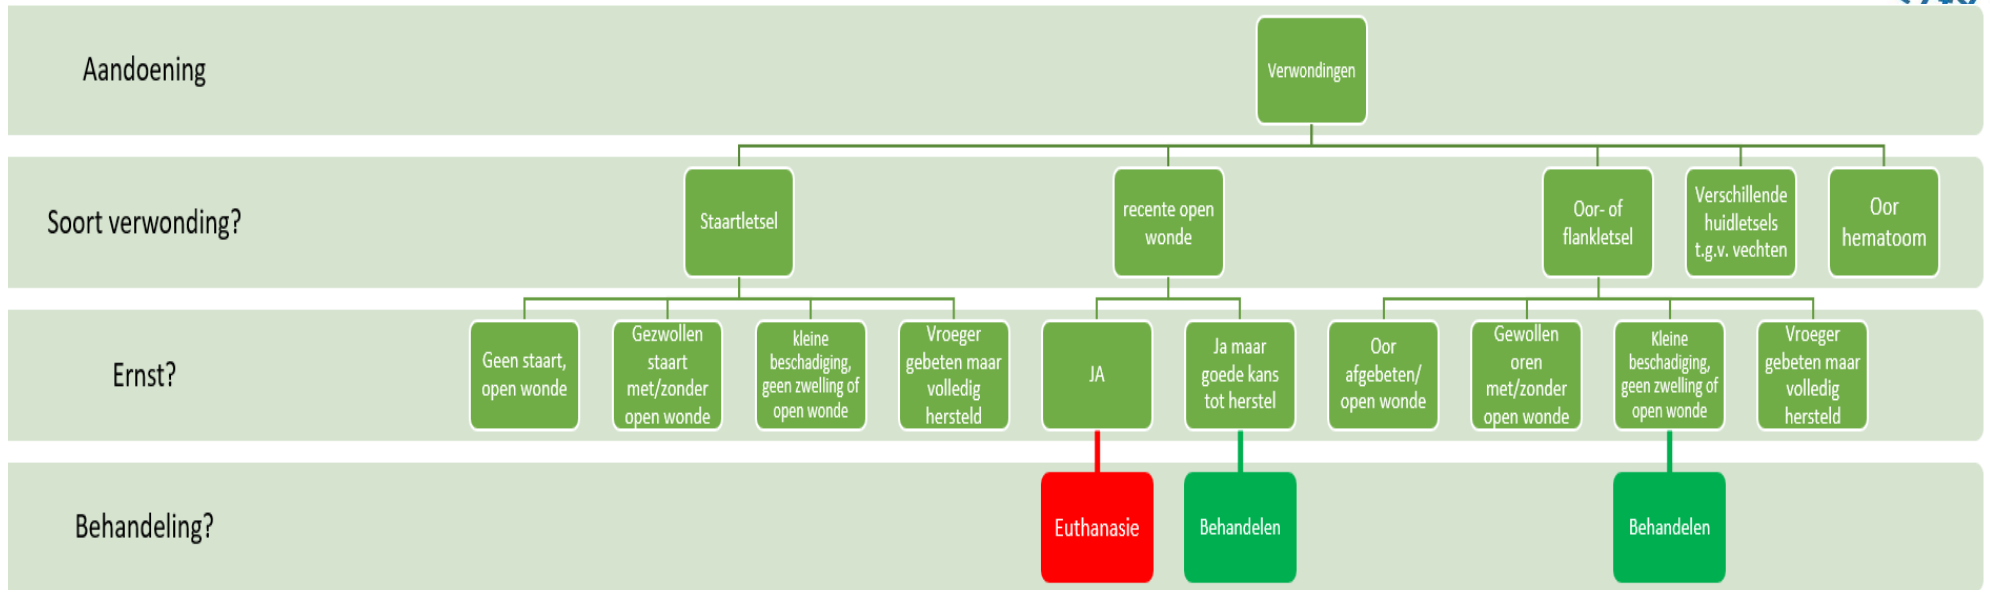 Aandoening
Verwondingen
Soort verwonding?
Staartletsel
recente open
wonde
Oor- of
flankletsel
Verschillende
huidletsels
t.g.v. vechten
Oor
hematoom
Ernst?
Geen staart,
open wonde
Gezwollen
staart
met/zonder
open wonde
kleine
beschadiging,
geen zwelling of
open wonde
Vroeger
gebeten maar
volledig
hersteld
JA
Ja maar
goede kans
tot herstel
Oor
afgebeten/
open wonde
Gewollen
oren
met/zonder
open wonde
Kleine
beschadiging,
geen zwelling of
open wonde
Vroeger
gebeten maar
volledig
hersteld
Behandeling?
Euthanasie
Behandelen
Behandelen